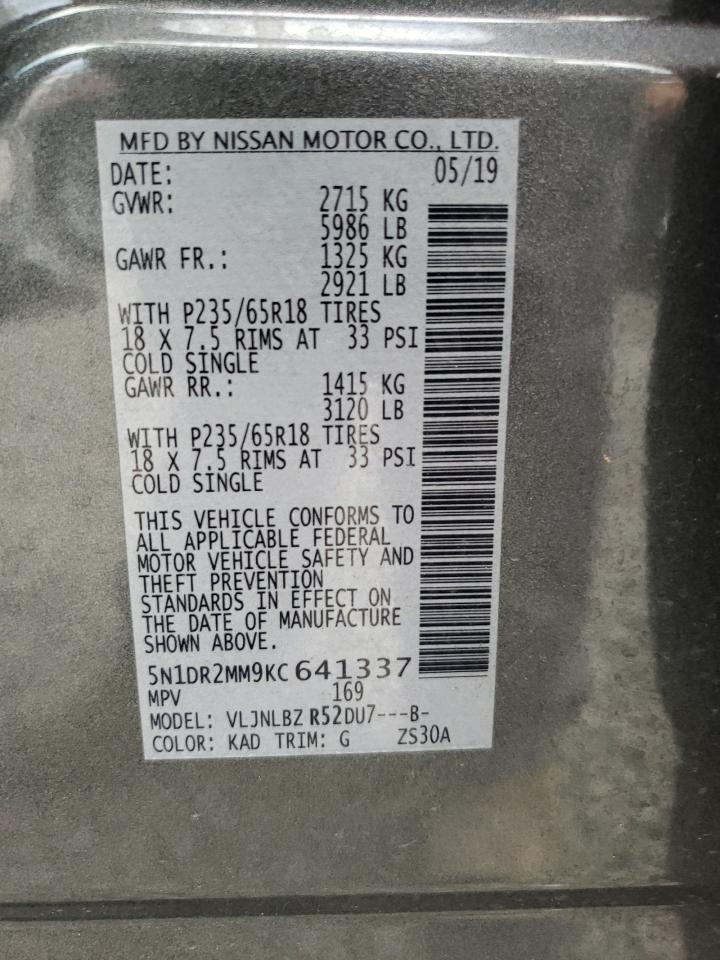 MFD BY NISSAN MOTOR CO., LTD.
DATE: 05/19
GVWR: 2715 KG
5986 LB
GAWR FR.: 1325 KG
2921 LB
WITH P235/65R18 TIRES
18 X 7.5 RIMS AT 33 PSI
COLD SINGLE
GAWR RR.: 1415 KG
3120 LB
WITH P235/65R18 TIRES
18 X 7.5 RIMS AT 33 PSI
COLD SINGLE
THIS VEHICLE CONFORMS TO
ALL APPLICABLE FEDERAL
MOTOR VEHICLE SAFETY AND
THEFT PREVENTION
STANDARDS IN EFFECT ON
THE DATE OF MANUFACTURE
SHOWN ABOVE.
5N1DR2MM9KC641337
MPV 169
MODEL: VLJNLBZ R52DU7---B-
COLOR: KAD TRIM: G ZS30A